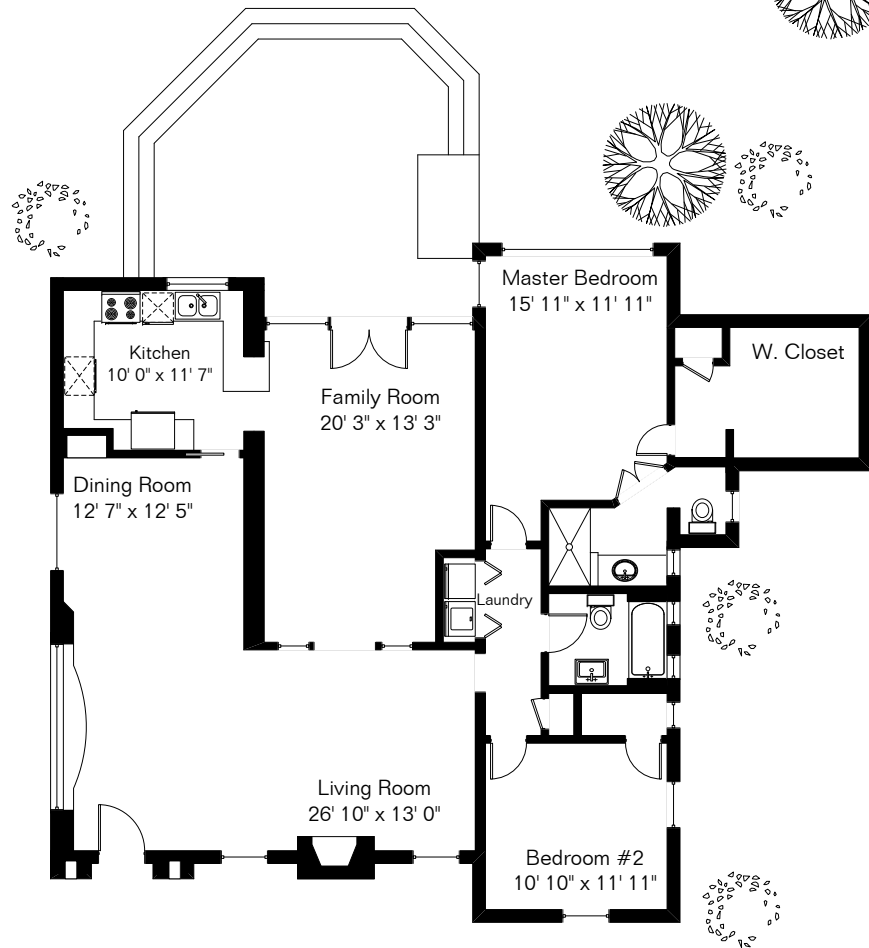 Master Bedroom
15' 11" x 11' 11"
Kitchen
10' 0" x 11' 7"
W. Closet
Family Room
20' 3" x 13' 3"
Dining Room
12' 7" x 12' 5"
Laundry
Living Room
26' 10" x 13' 0"
Bedroom #2
10' 10" x 11' 11"